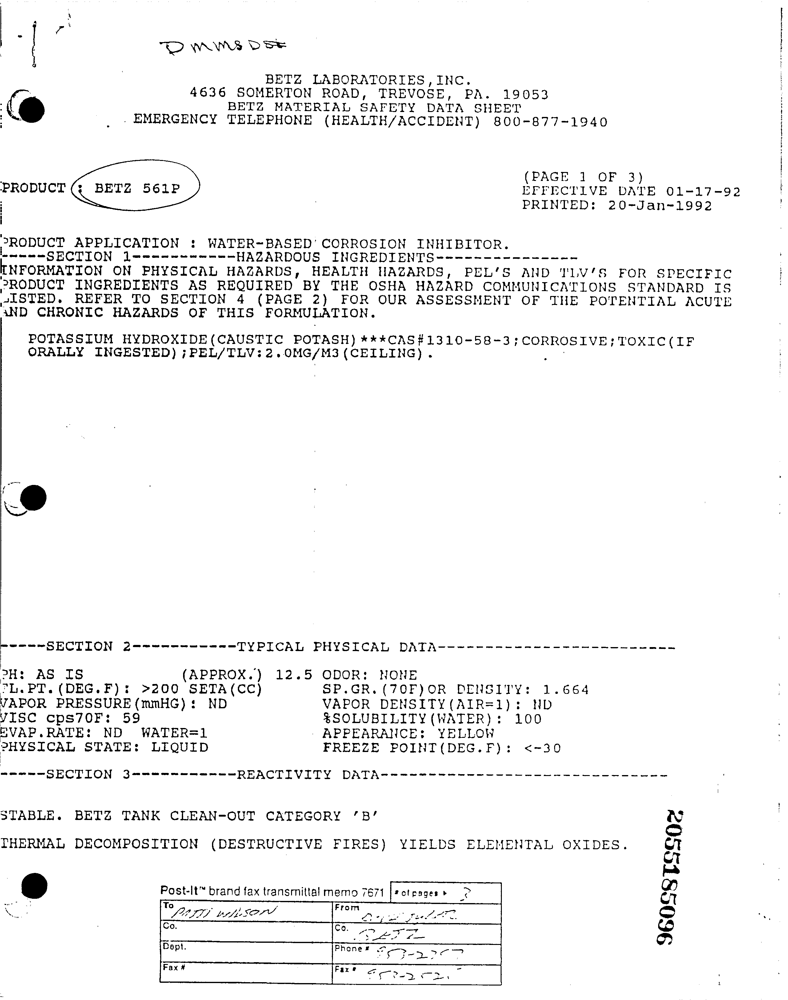 BETZ LABORATORIES,INC.
4636 SOMERTON ROAD, TREVOSE, PA. 19053
BETZ MATERIAL SAFETY DATA SHEET
EMERGENCY TELEPHONE (HEALTH/ACCIDENT) 800-877-1940
(PAGE 1 OF 3)
PRODUCT : BETZ 561P
EFFECTIVE DATE 01-17-92
PRINTED: 20-Jan-1992
PRODUCT APPLICATION : WATER-BASED CORROSION INHIBITOR.
-----SECTION 1------------HAZARDOUS INGREDIENTS----------------
INFORMATION ON PHYSICAL HAZARDS, HEALTH HAZARDS, PEL'S AND TLV'S FOR SPECIFIC
PRODUCT INGREDIENTS AS REQUIRED BY THE OSHA HAZARD COMMUNICATIONS STANDARD IS
LISTED. REFER TO SECTION 4 (PAGE 2) FOR OUR ASSESSMENT OF THE POTENTIAL ACUTE
AND CHRONIC HAZARDS OF THIS FORMULATION.
POTASSIUM HYDROXIDE(CAUSTIC POTASH)***CAS#1310-58-3;CORROSIVE;TOXIC(IF
ORALLY INGESTED);PEL/TLV:2.0MG/M3(CEILING).
-----SECTION 2------------TYPICAL PHYSICAL DATA---------------------------
PH: AS IS (APPROX.) 12.5 ODOR: NONE
FL.PT.(DEG.F): >200 SETA(CC) SP.GR.(70F)OR DENSITY: 1.664
VAPOR PRESSURE(mmHG): ND VAPOR DENSITY(AIR=1): ND
VISC cps70F: 59 %SOLUBILITY(WATER): 100
EVAP.RATE: ND WATER=1 APPEARANCE: YELLOW
PHYSICAL STATE: LIQUID FREEZE POINT(DEG.F): <-30
-----SECTION 3------------REACTIVITY DATA---------------------------------
STABLE. BETZ TANK CLEAN-OUT CATEGORY 'B'
THERMAL DECOMPOSITION (DESTRUCTIVE FIRES) YIELDS ELEMENTAL OXIDES.
2055185096
Post-It™ brand fax transmittal memo 7671 # of pages ▸ 3
To PATTI WILSON From
Co. Co. BETZ
Dept. Phone #
Fax # Fax #